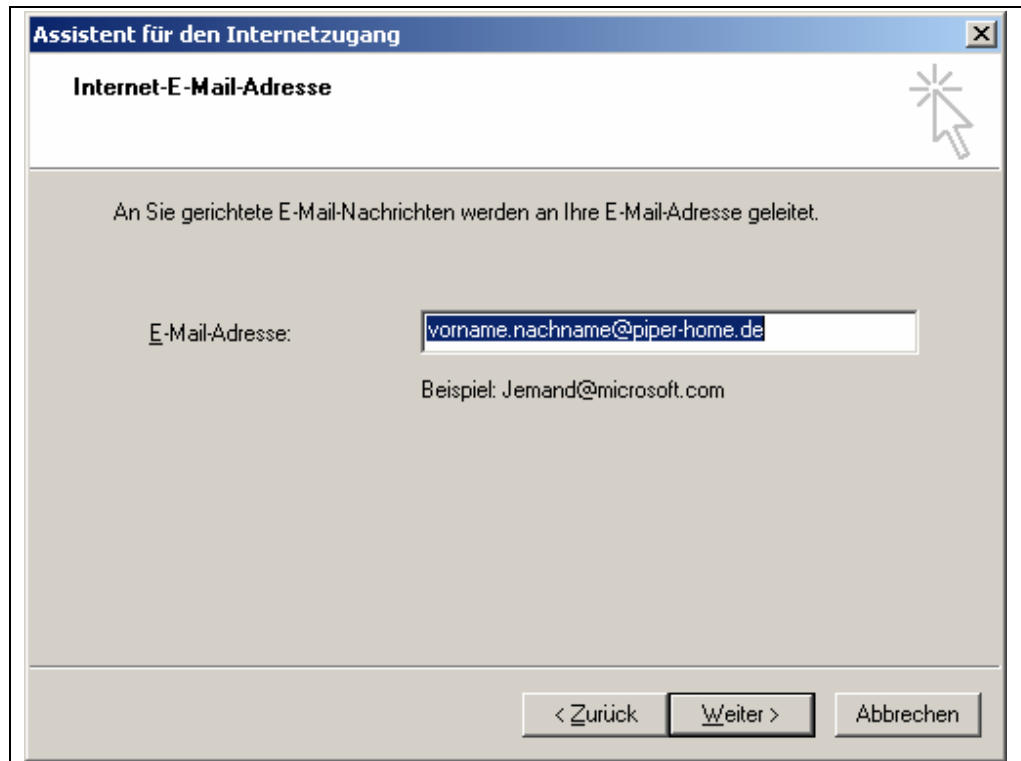 Assistent für den Internetzugang
Internet-E-Mail-Adresse
An Sie gerichtete E-Mail-Nachrichten werden an Ihre E-Mail-Adresse geleitet.
E-Mail-Adresse: vorname.nachname@piper-home.de
Beispiel: Jemand@microsoft.com
< Zurück Weiter > Abbrechen